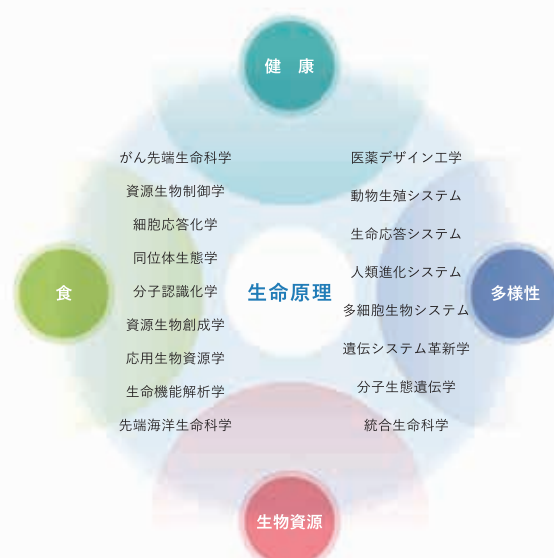 健　康
がん先端生命科学
資源生物制御学
細胞応答化学
同位体生態学
分子認識化学
資源生物創成学
応用生物資源学
生命機能解析学
先端海洋生命科学
食
生命原理
医薬デザイン工学
動物生殖システム
生命応答システム
人類進化システム
多細胞生物システム
遺伝システム革新学
分子生態遺伝学
統合生命科学
多様性
生物資源